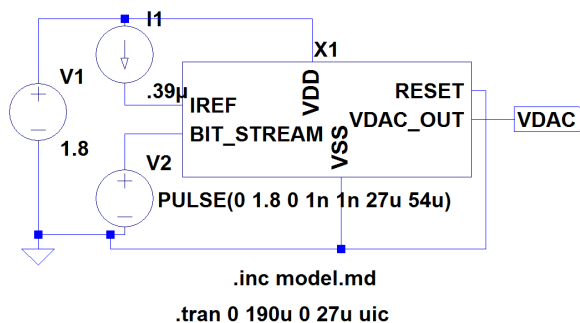 I1
X1
V1
.39µ
IREF
VDD
RESET
BIT_STREAM
VDAC_OUT
VDAC
1.8
V2
VSS
PULSE(0 1.8 0 1n 1n 27u 54u)
.inc model.md
.tran 0 190u 0 27u uic